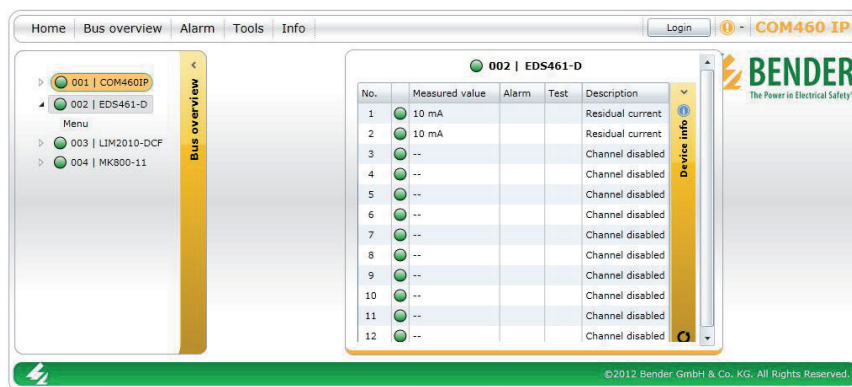 Home Bus overview Alarm Tools Info Login - COM460 IP
BENDER
The Power in Electrical Safety®
Bus overview
001 | COM460IP
002 | EDS461-D
Menu
003 | LIM2010-DCF
004 | MK800-11
002 | EDS461-D
No. Measured value Alarm Test Description
1 10 mA Residual current
2 10 mA Residual current
3 -- Channel disabled
4 -- Channel disabled
5 -- Channel disabled
6 -- Channel disabled
7 -- Channel disabled
8 -- Channel disabled
9 -- Channel disabled
10 -- Channel disabled
11 -- Channel disabled
12 -- Channel disabled
Device info
©2012 Bender GmbH & Co. KG. All Rights Reserved.